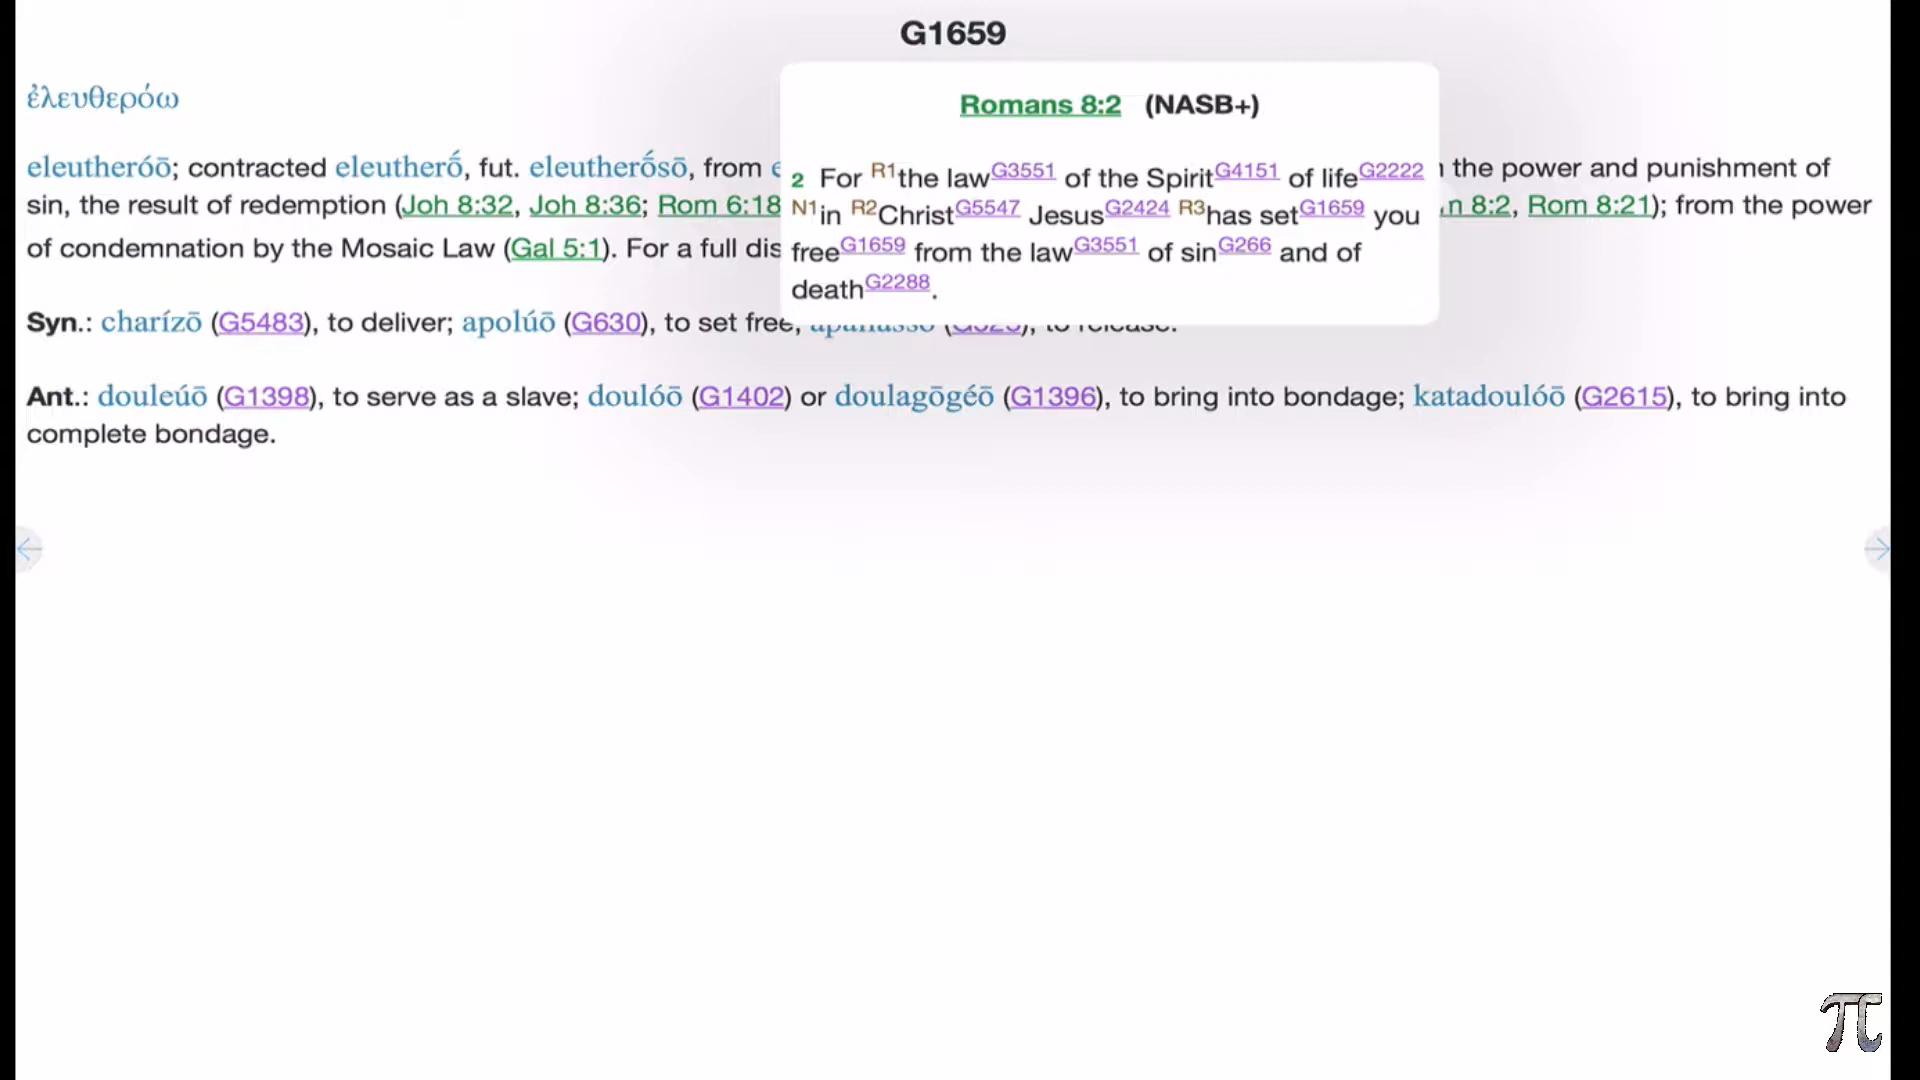 G1659
ἐλευθερόω
eleutheróō; contracted eleutherṓ, fut. eleutherṓsō, from
the power and punishment of
sin, the result of redemption (Joh 8:32, Joh 8:36; Rom 6:18
8:2, Rom 8:21); from the power
of condemnation by the Mosaic Law (Gal 5:1). For a full
Syn.: charízō (G5483), to deliver; apolúō (G630), to set free,
Ant.: douleúō (G1398), to serve as a slave; doulóō (G1402) or doulagōgéō (G1396), to bring into bondage; katadoulóō (G2615), to bring into
complete bondage.
Romans 8:2 (NASB+)
2 For R1the lawG3551 of the SpiritG4151 of lifeG2222
N1in R2ChristG5547 JesusG2424 R3has setG1659 you
freeG1659 from the lawG3551 of sinG266 and of
deathG2288.
π